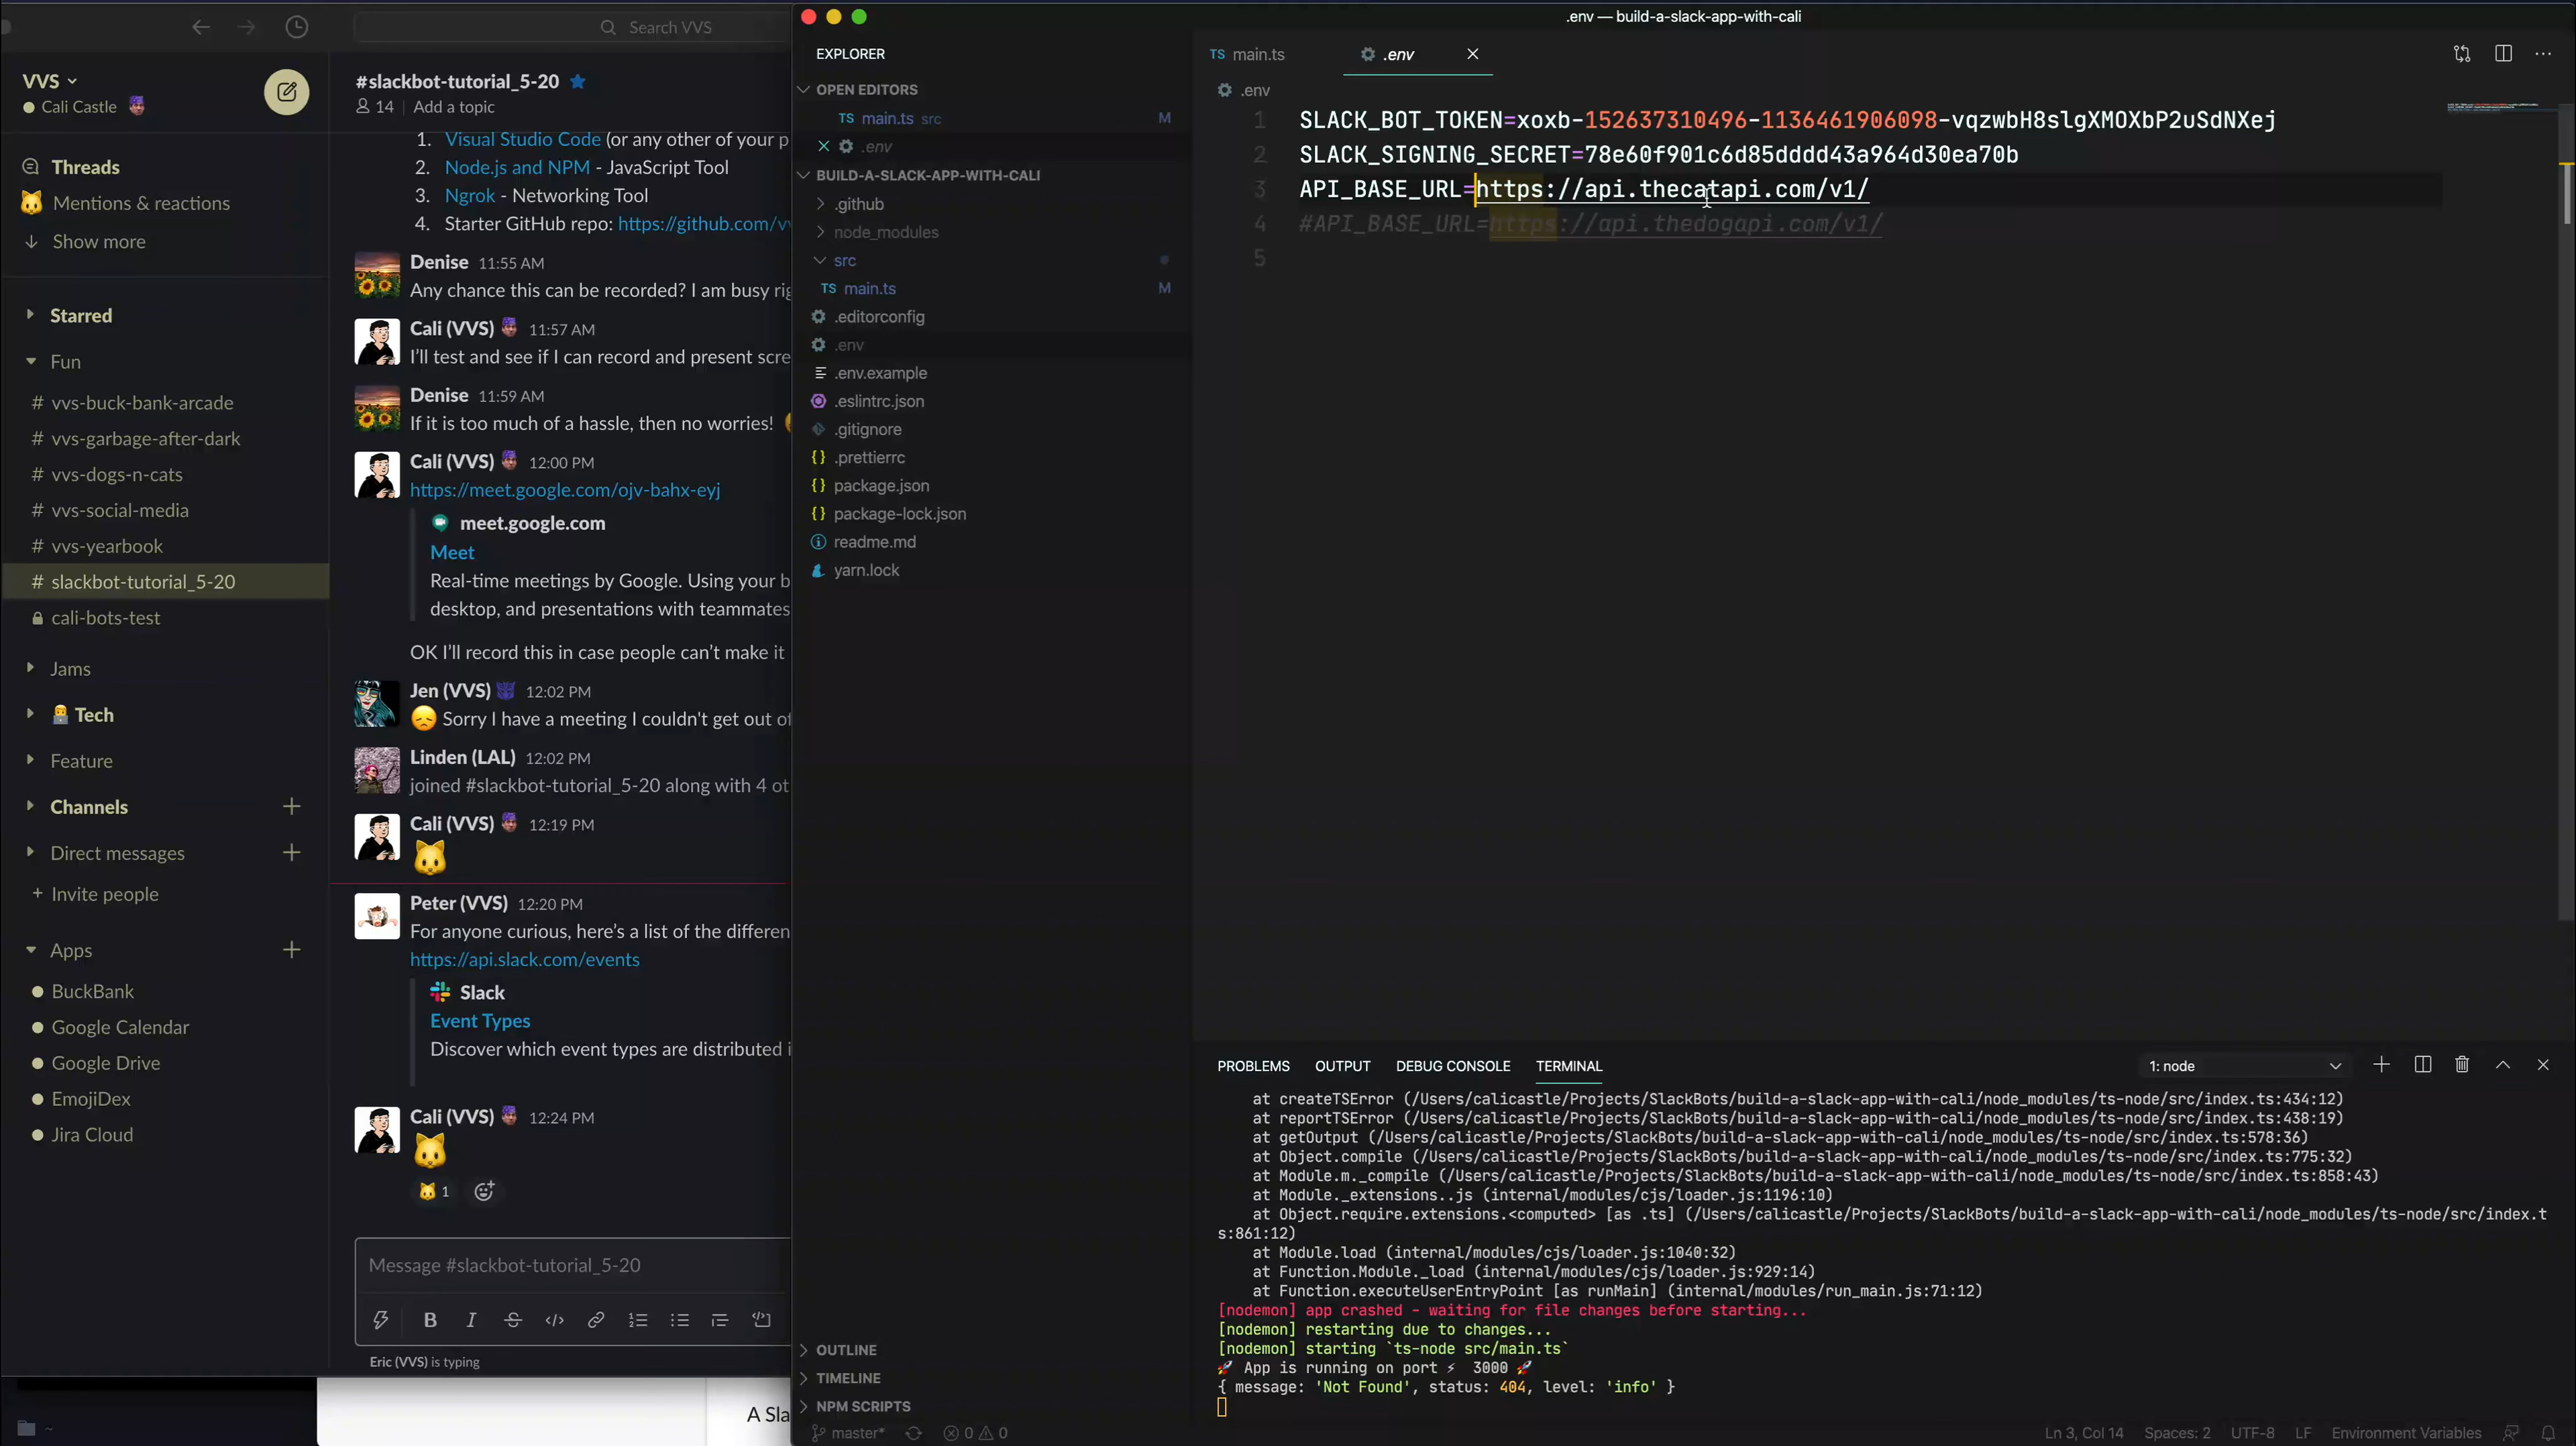 Search VVS
VVS
Cali Castle
Threads
Mentions & reactions
Show more
Starred
Fun
# vvs-buck-bank-arcade
# vvs-garbage-after-dark
# vvs-dogs-n-cats
# vvs-social-media
# vvs-yearbook
# slackbot-tutorial_5-20
cali-bots-test
Jams
Tech
Feature
Channels +
Direct messages +
+ Invite people
Apps +
BuckBank
Google Calendar
Google Drive
EmojiDex
Jira Cloud
#slackbot-tutorial_5-20
14 | Add a topic
1. Visual Studio Code (or any other of your p
2. Node.js and NPM - JavaScript Tool
3. Ngrok - Networking Tool
4. Starter GitHub repo: https://github.com/v
Denise 11:55 AM
Any chance this can be recorded? I am busy rig
Cali (VVS) 11:57 AM
I'll test and see if I can record and present scre
Denise 11:59 AM
If it is too much of a hassle, then no worries!
Cali (VVS) 12:00 PM
https://meet.google.com/ojv-bahx-eyj
meet.google.com
Meet
Real-time meetings by Google. Using your b
desktop, and presentations with teammates
OK I'll record this in case people can't make it
Jen (VVS) 12:02 PM
Sorry I have a meeting I couldn't get out of
Linden (LAL) 12:02 PM
joined #slackbot-tutorial_5-20 along with 4 ot
Cali (VVS) 12:19 PM
Peter (VVS) 12:20 PM
For anyone curious, here's a list of the differen
https://api.slack.com/events
Slack
Event Types
Discover which event types are distributed i
Cali (VVS) 12:24 PM
1
Message #slackbot-tutorial_5-20
Eric (VVS) is typing
A Sla
.env — build-a-slack-app-with-cali
EXPLORER
OPEN EDITORS
TS main.ts src M
.env
BUILD-A-SLACK-APP-WITH-CALI
.github
node_modules
src
TS main.ts M
.editorconfig
.env
.env.example
.eslintrc.json
.gitignore
.prettierrc
package.json
package-lock.json
readme.md
yarn.lock
OUTLINE
TIMELINE
NPM SCRIPTS
TS main.ts
.env
.env
1 SLACK_BOT_TOKEN=xoxb-152637310496-1136461906098-vqzwbH8slgXMOXbP2uSdNXej
2 SLACK_SIGNING_SECRET=78e60f901c6d85dddd43a964d30ea70b
3 API_BASE_URL=https://api.thecatapi.com/v1/
4 #API_BASE_URL=https://api.thedogapi.com/v1/
5
PROBLEMS OUTPUT DEBUG CONSOLE TERMINAL 1: node
at createTSError (/Users/calicastle/Projects/SlackBots/build-a-slack-app-with-cali/node_modules/ts-node/src/index.ts:434:12)
at reportTSError (/Users/calicastle/Projects/SlackBots/build-a-slack-app-with-cali/node_modules/ts-node/src/index.ts:438:19)
at getOutput (/Users/calicastle/Projects/SlackBots/build-a-slack-app-with-cali/node_modules/ts-node/src/index.ts:578:36)
at Object.compile (/Users/calicastle/Projects/SlackBots/build-a-slack-app-with-cali/node_modules/ts-node/src/index.ts:775:32)
at Module.m._compile (/Users/calicastle/Projects/SlackBots/build-a-slack-app-with-cali/node_modules/ts-node/src/index.ts:858:43)
at Module._extensions..js (internal/modules/cjs/loader.js:1196:10)
at Object.require.extensions.<computed> [as .ts] (/Users/calicastle/Projects/SlackBots/build-a-slack-app-with-cali/node_modules/ts-node/src/index.t
s:861:12)
at Module.load (internal/modules/cjs/loader.js:1040:32)
at Function.Module._load (internal/modules/cjs/loader.js:929:14)
at Function.executeUserEntryPoint [as runMain] (internal/modules/run_main.js:71:12)
[nodemon] app crashed - waiting for file changes before starting...
[nodemon] restarting due to changes...
[nodemon] starting `ts-node src/main.ts`
🚀 App is running on port ⚡ 3000 🚀
{ message: 'Not Found', status: 404, level: 'info' }
master* 0 0
Ln 3, Col 14 Spaces: 2 UTF-8 LF Environment Variables